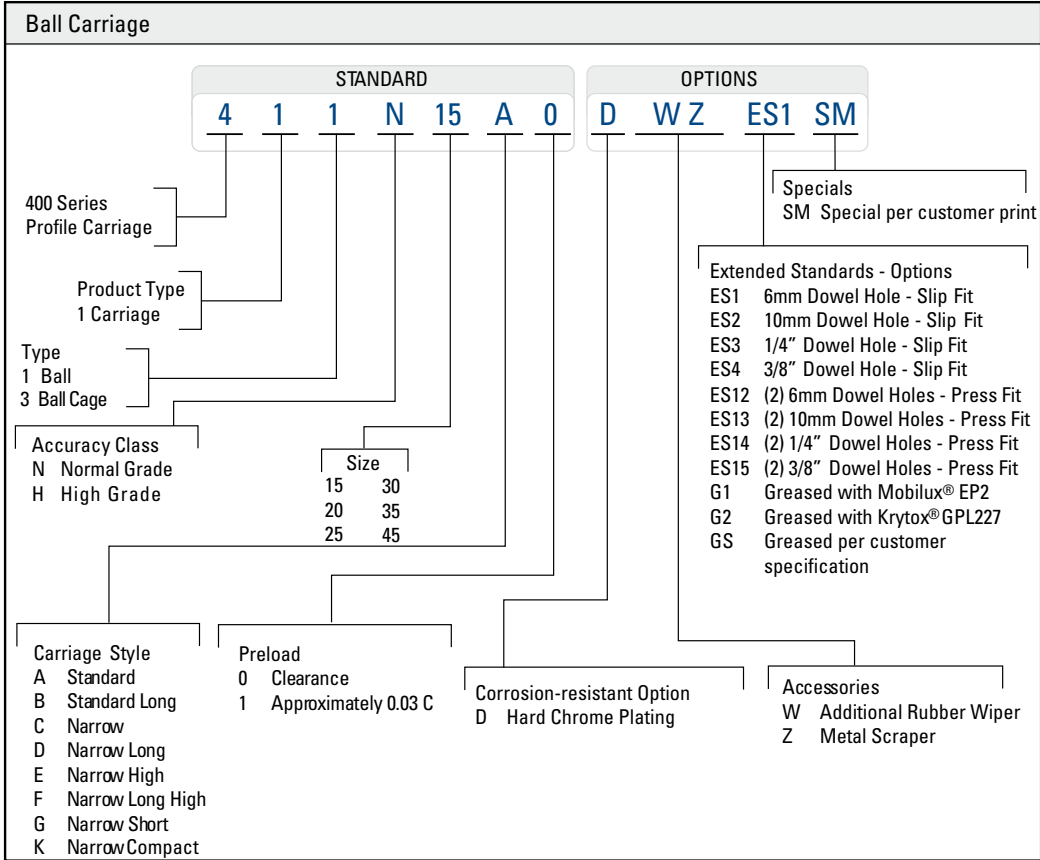 Ball Carriage
STANDARD
OPTIONS
4 1 1 N 15 A 0 D W Z ES1 SM
400 Series
Profile Carriage
Product Type
1 Carriage
Type
1 Ball
3 Ball Cage
Accuracy Class
N Normal Grade
H High Grade
Size
15 30
20 35
25 45
Specials
SM Special per customer print
Extended Standards - Options
ES1 6mm Dowel Hole - Slip Fit
ES2 10mm Dowel Hole - Slip Fit
ES3 1/4″ Dowel Hole - Slip Fit
ES4 3/8″ Dowel Hole - Slip Fit
ES12 (2) 6mm Dowel Holes - Press Fit
ES13 (2) 10mm Dowel Holes - Press Fit
ES14 (2) 1/4″ Dowel Holes - Press Fit
ES15 (2) 3/8″ Dowel Holes - Press Fit
G1 Greased with Mobilux® EP2
G2 Greased with Krytox® GPL227
GS Greased per customer
specification
Carriage Style
A Standard
B Standard Long
C Narrow
D Narrow Long
E Narrow High
F Narrow Long High
G Narrow Short
K Narrow Compact
Preload
0 Clearance
1 Approximately 0.03 C
Corrosion-resistant Option
D Hard Chrome Plating
Accessories
W Additional Rubber Wiper
Z Metal Scraper